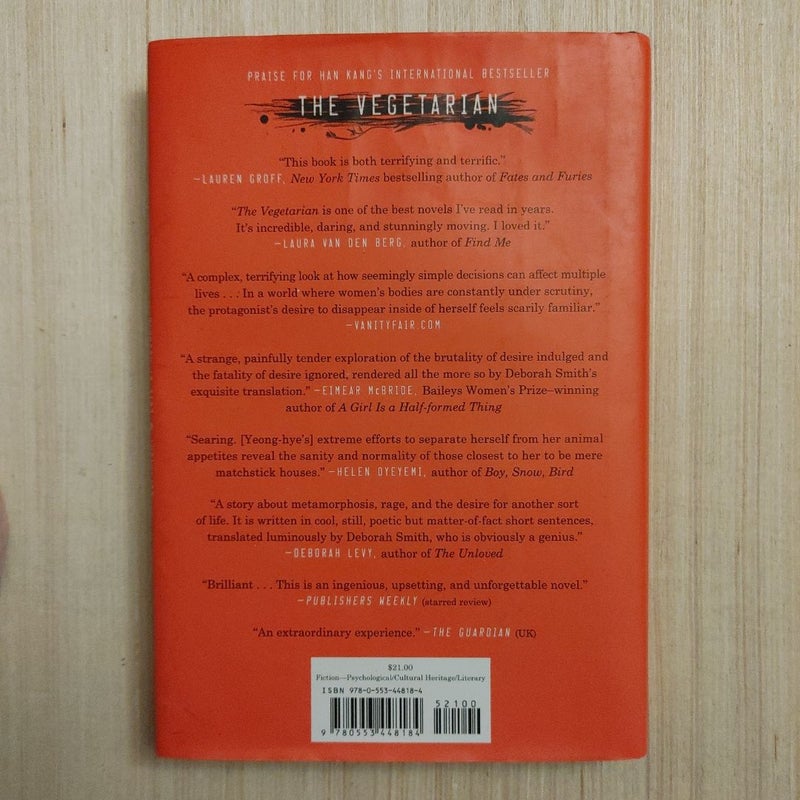 PRAISE FOR HAN KANG'S INTERNATIONAL BESTSELLER
THE VEGETARIAN
“This book is both terrifying and terrific.”
—LAUREN GROFF, New York Times bestselling author of Fates and Furies
“The Vegetarian is one of the best novels I've read in years.
It's incredible, daring, and stunningly moving. I loved it.”
—LAURA VAN DEN BERG, author of Find Me
“A complex, terrifying look at how seemingly simple decisions can affect multiple
lives . . . In a world where women's bodies are constantly under scrutiny,
the protagonist's desire to disappear inside of herself feels scarily familiar.”
—VANITYFAIR.COM
“A strange, painfully tender exploration of the brutality of desire indulged and
the fatality of desire ignored, rendered all the more so by Deborah Smith's
exquisite translation.” —EIMEAR McBRIDE, Baileys Women's Prize–winning
author of A Girl Is a Half-formed Thing
“Searing. [Yeong-hye's] extreme efforts to separate herself from her animal
appetites reveal the sanity and normality of those closest to her to be mere
matchstick houses.” —HELEN OYEYEMI, author of Boy, Snow, Bird
“A story about metamorphosis, rage, and the desire for another sort
of life. It is written in cool, still, poetic but matter-of-fact short sentences,
translated luminously by Deborah Smith, who is obviously a genius.”
—DEBORAH LEVY, author of The Unloved
“Brilliant . . . This is an ingenious, upsetting, and unforgettable novel.”
—PUBLISHERS WEEKLY (starred review)
“An extraordinary experience.” —THE GUARDIAN (UK)
$21.00
Fiction—Psychological/Cultural Heritage/Literary
ISBN 978-0-553-44818-4
52100
9 780553 448184